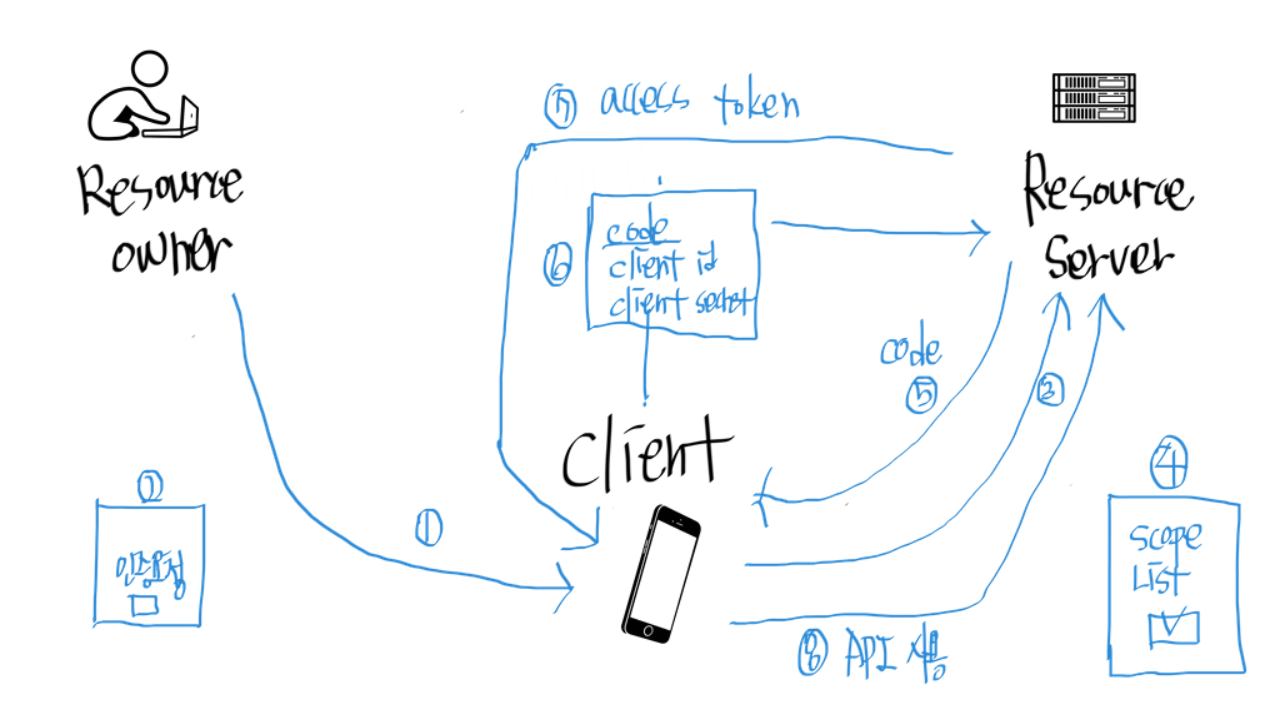 ⑦ access token
Resource
owner
Resource
Server
⑥
code
client id
client secret
code
⑤
③
Client
④
②
①
인증요청
scope
List
⑧ API 사용